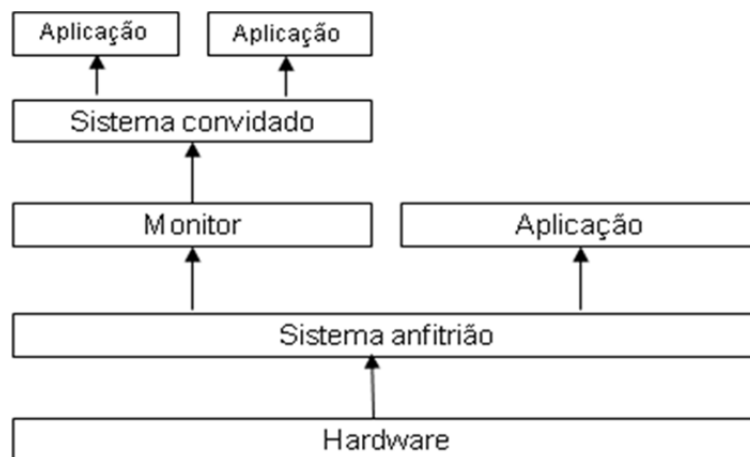 Aplicação
Aplicação
Sistema convidado
Monitor
Aplicação
Sistema anfitrião
Hardware